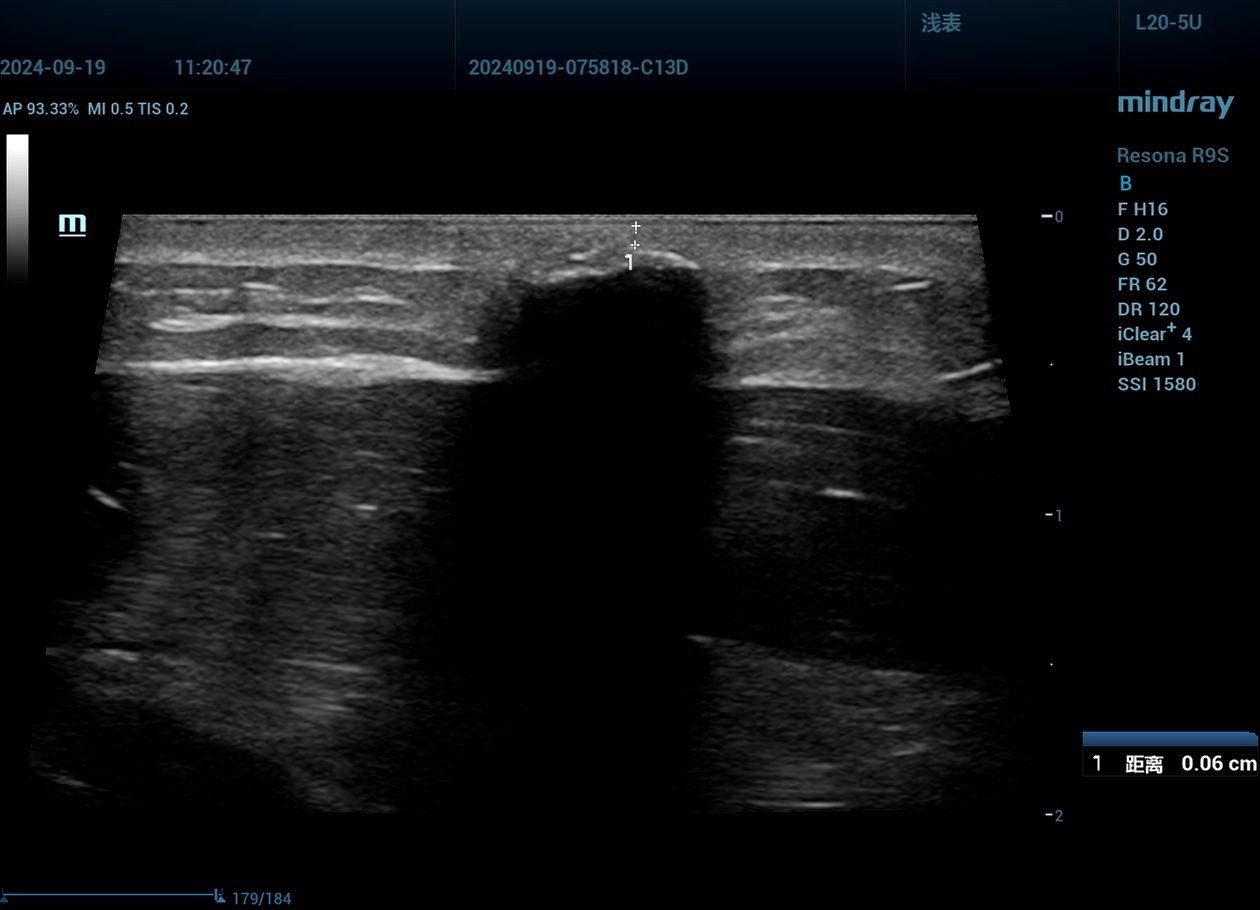 浅表
L20-5U
2024-09-19 11:20:47 20240919-075818-C13D
AP 93.33% MI 0.5 TIS 0.2
mindray
Resona R9S
m
B
F H16
D 2.0
G 50
FR 62
DR 120
iClear+ 4
iBeam 1
SSI 1580
0
1
1
2
1 距离 0.06 cm
179/184